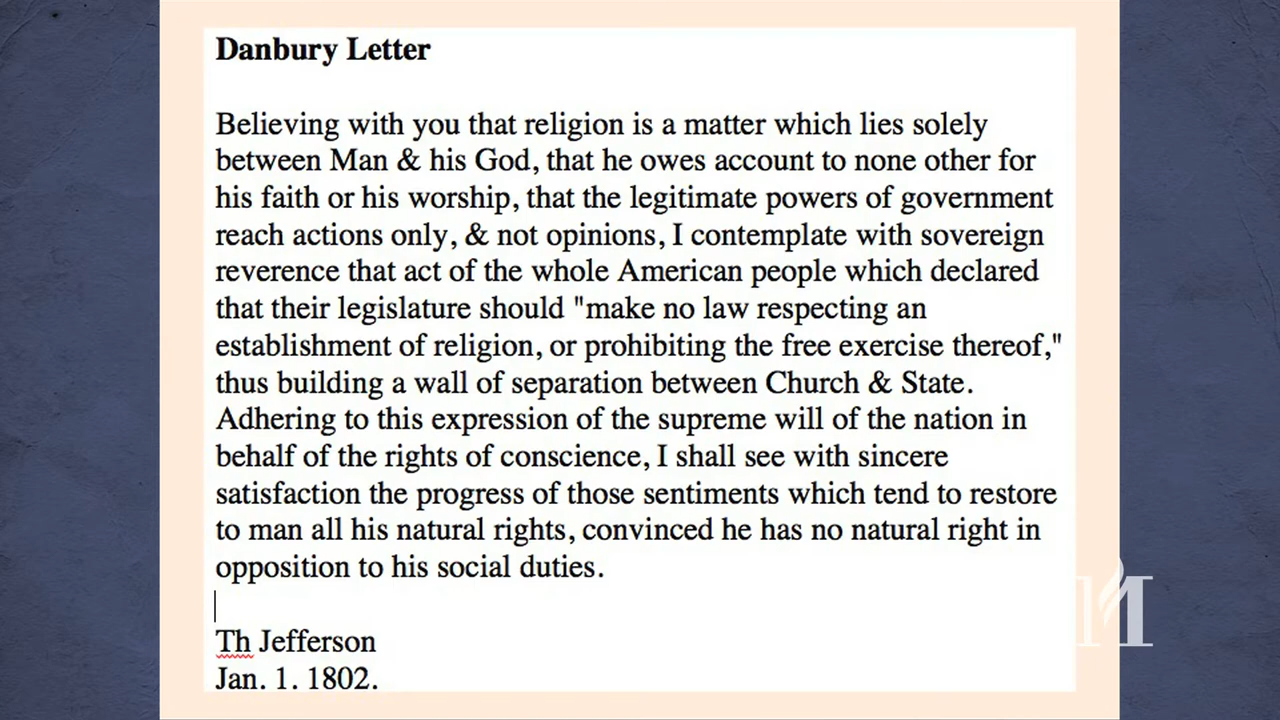 Danbury Letter
Believing with you that religion is a matter which lies solely
between Man & his God, that he owes account to none other for
his faith or his worship, that the legitimate powers of government
reach actions only, & not opinions, I contemplate with sovereign
reverence that act of the whole American people which declared
that their legislature should "make no law respecting an
establishment of religion, or prohibiting the free exercise thereof,"
thus building a wall of separation between Church & State.
Adhering to this expression of the supreme will of the nation in
behalf of the rights of conscience, I shall see with sincere
satisfaction the progress of those sentiments which tend to restore
to man all his natural rights, convinced he has no natural right in
opposition to his social duties.
Th Jefferson
Jan. 1. 1802.
M